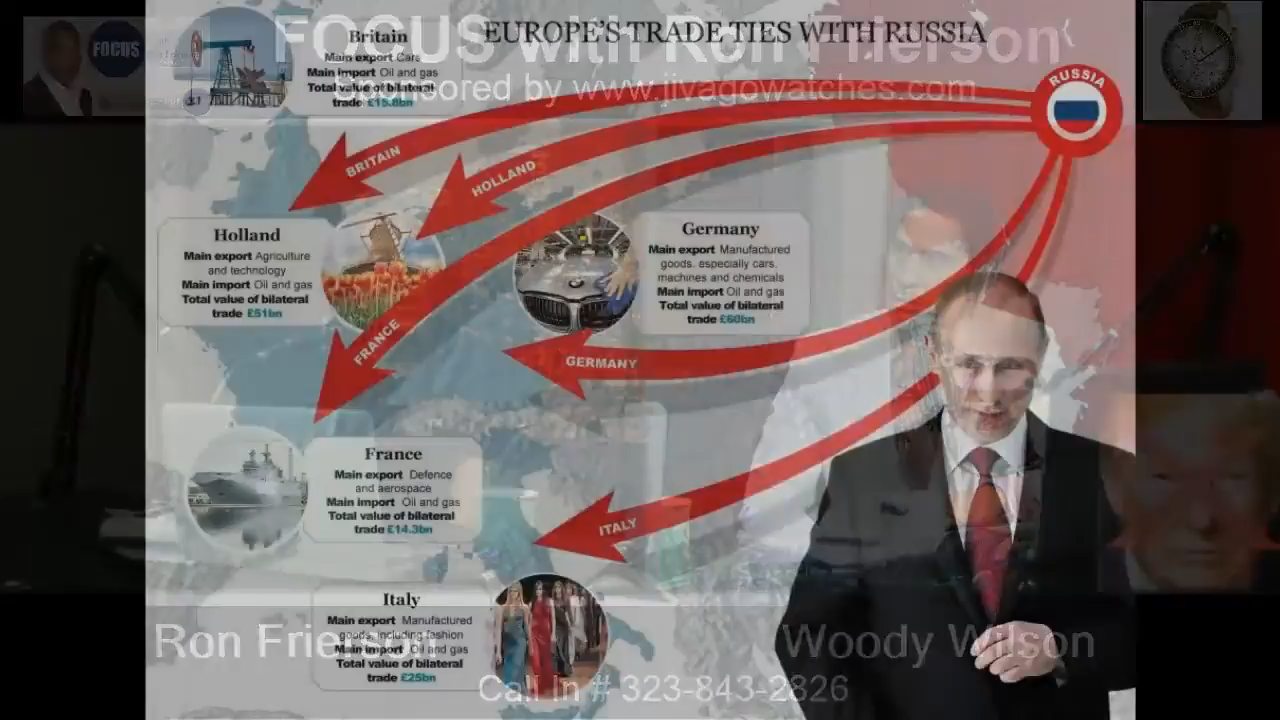 FOCUS with Ron Frierson
EUROPE'S TRADE TIES WITH RUSSIA
FOCUS
Sponsored by www.jivagowatches.com
Britain
Main export Cars
Main import Oil and gas
Total value of bilateral
trade £15.8bn
RUSSIA
BRITAIN
HOLLAND
FRANCE
GERMANY
ITALY
Holland
Main export Agriculture
and technology
Main import Oil and gas
Total value of bilateral
trade £51bn
Germany
Main export Manufactured
goods, especially cars,
machines and chemicals
Main import Oil and gas
Total value of bilateral
trade £60bn
France
Main export Defence
and aerospace
Main import Oil and gas
Total value of bilateral
trade £14.3bn
Italy
Main export Manufactured
goods, including fashion
Main import Oil and gas
Total value of bilateral
trade £25bn
Ron Frierson
Woody Wilson
Call in # 323-843-2826